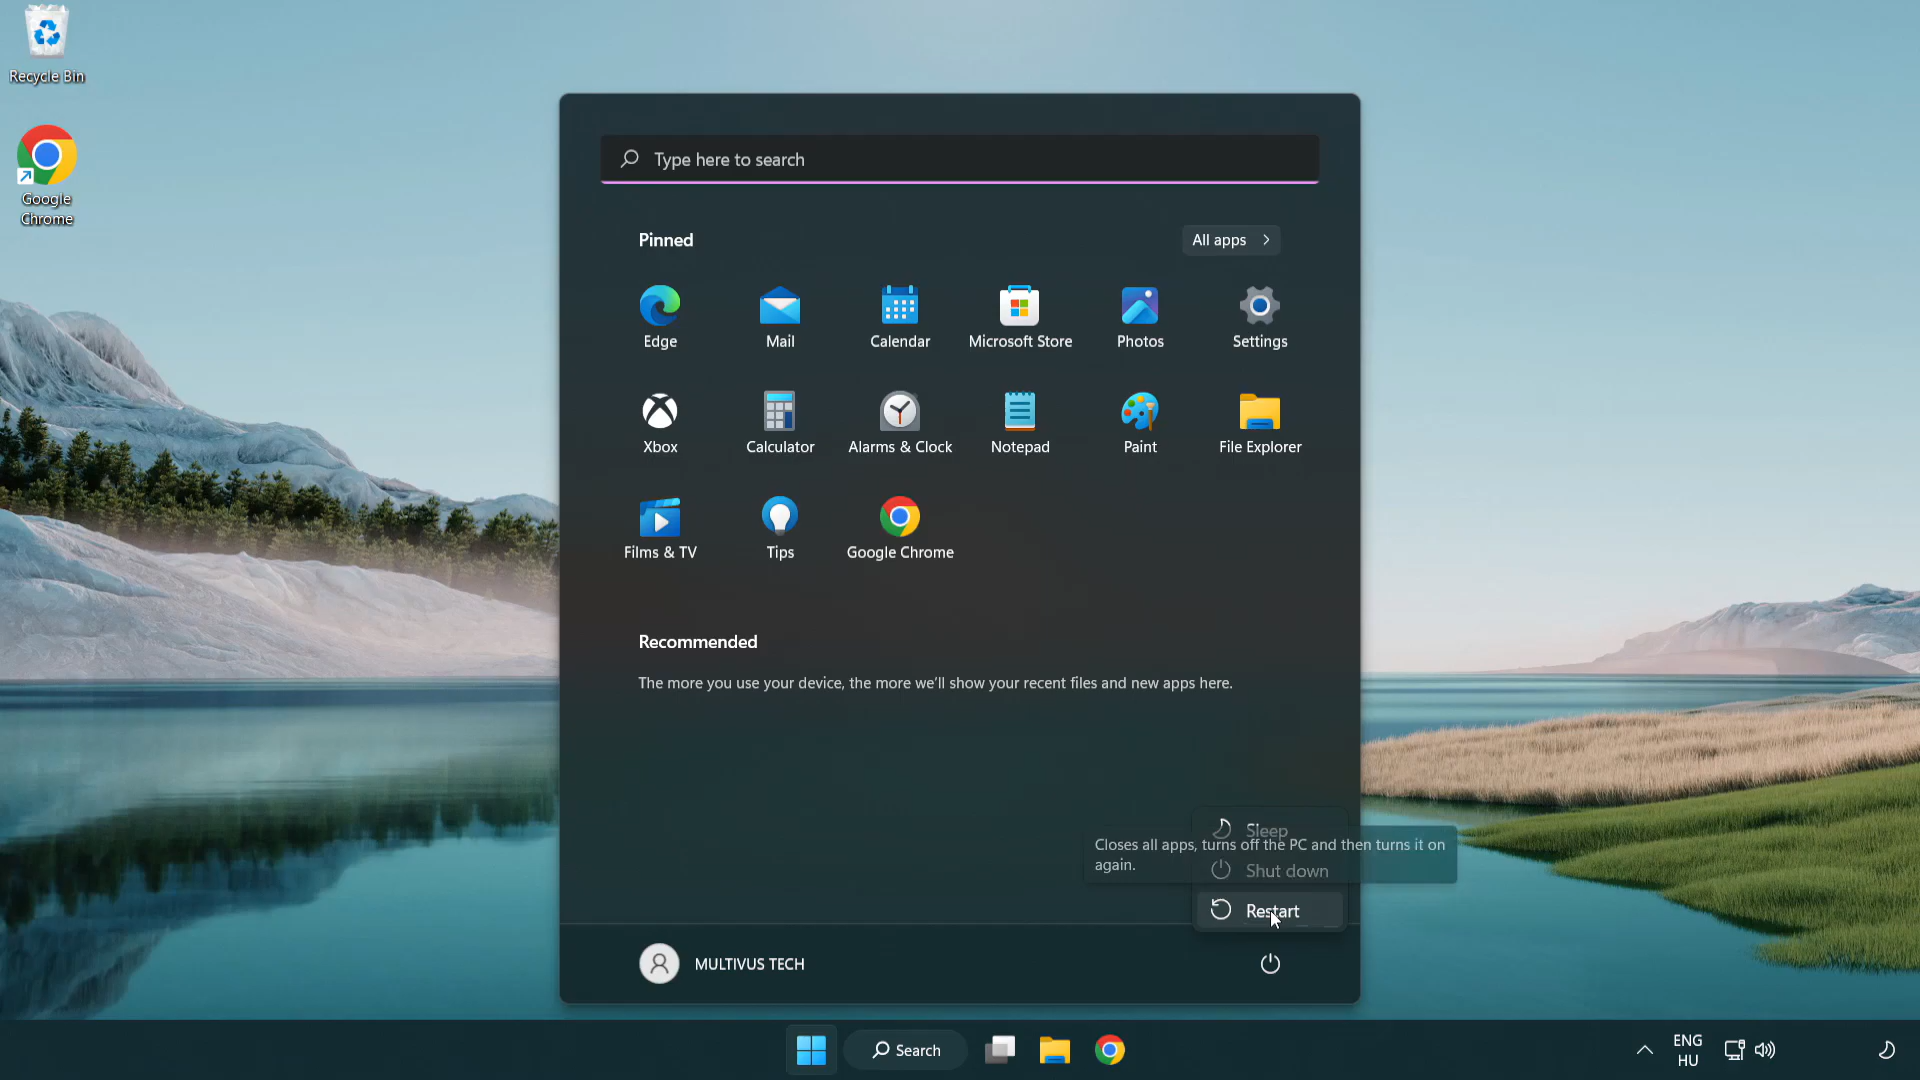 Recycle Bin
Google
Chrome
Type here to search
Pinned
All apps
Edge
Mail
Calendar
Microsoft Store
Photos
Settings
Xbox
Calculator
Alarms & Clock
Notepad
Paint
File Explorer
Films & TV
Tips
Google Chrome
Recommended
The more you use your device, the more we'll show your recent files and new apps here.
Sleep
Closes all apps, turns off the PC and then turns it on
again.
Shut down
Restart
MULTIVUS TECH
Search
ENG
HU